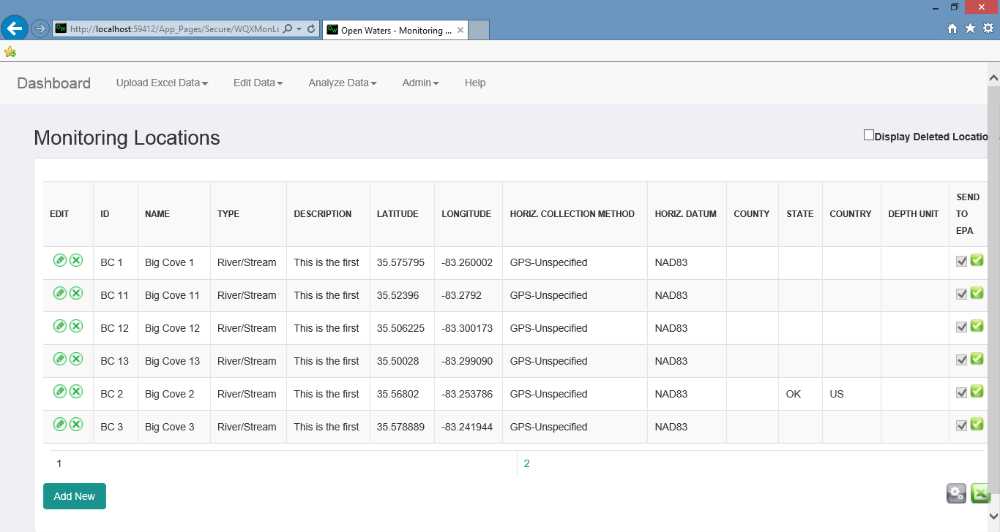 http://localhost:59412/App_Pages/Secure/WQXMonLo
Open Waters - Monitoring ...
Dashboard Upload Excel Data Edit Data Analyze Data Admin Help
Monitoring Locations
Display Deleted Locatio
EDIT ID NAME TYPE DESCRIPTION LATITUDE LONGITUDE HORIZ. COLLECTION METHOD HORIZ. DATUM COUNTY STATE COUNTRY DEPTH UNIT SEND TO EPA
BC 1 Big Cove 1 River/Stream This is the first 35.575795 -83.260002 GPS-Unspecified NAD83
BC 11 Big Cove 11 River/Stream This is the first 35.52396 -83.2792 GPS-Unspecified NAD83
BC 12 Big Cove 12 River/Stream This is the first 35.506225 -83.300173 GPS-Unspecified NAD83
BC 13 Big Cove 13 River/Stream This is the first 35.50028 -83.299090 GPS-Unspecified NAD83
BC 2 Big Cove 2 River/Stream This is the first 35.56802 -83.253786 GPS-Unspecified NAD83 OK US
BC 3 Big Cove 3 River/Stream This is the first 35.578889 -83.241944 GPS-Unspecified NAD83
1 2
Add New